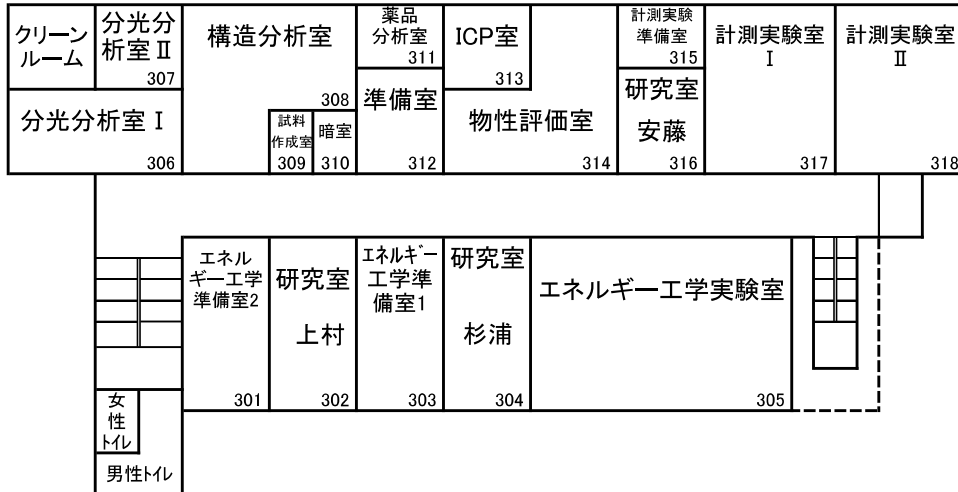 クリーン
ルーム
分光分
析室Ⅱ
307
分光分析室Ⅰ
306
構造分析室
308
試料
作成室
309
暗室
310
薬品
分析室
311
準備室
312
ICP室
313
物性評価室
314
計測実験
準備室
315
研究室
安藤
316
計測実験室
Ⅰ
317
計測実験室
Ⅱ
318
エネル
ギー工学
準備室2
301
研究室
上村
302
エネルギー
工学準
備室1
303
研究室
杉浦
304
エネルギー工学実験室
305
女
性
トイレ
男性トイレ